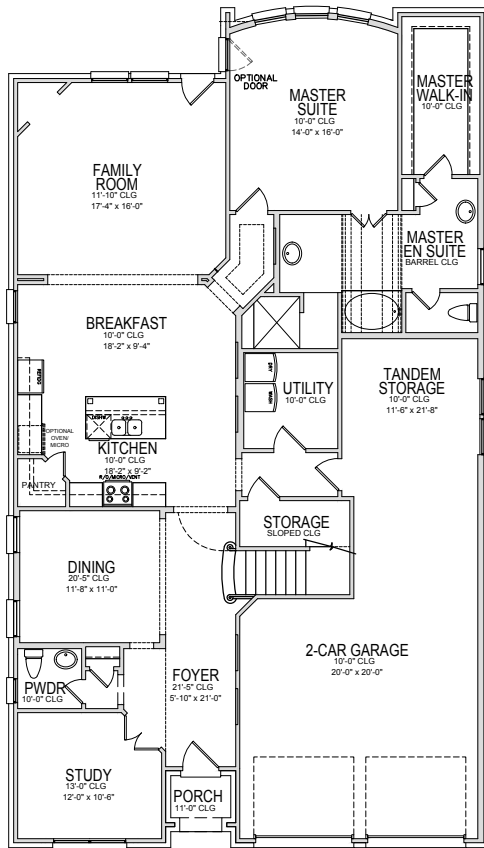 OPTIONAL
DOOR
MASTER
SUITE
10'-0" CLG
14'-0" x 16'-0"
MASTER
WALK-IN
10'-0" CLG
FAMILY
ROOM
11'-10" CLG
17'-4" x 16'-0"
MASTER
EN SUITE
BARREL CLG
BREAKFAST
10'-0" CLG
18'-2" x 9'-4"
REFG
DRY
WASH
UTILITY
10'-0" CLG
TANDEM
STORAGE
10'-0" CLG
11'-6" x 21'-8"
OPTIONAL
OVEN/
MICRO
KITCHEN
10'-0" CLG
18'-2" x 9'-2"
R/O/MICRO/VENT
PANTRY
STORAGE
SLOPED CLG
DINING
20'-5" CLG
11'-8" x 11'-0"
2-CAR GARAGE
10'-0" CLG
20'-0" x 20'-0"
FOYER
21'-5" CLG
5'-10" x 21'-0"
PWDR
10'-0" CLG
STUDY
13'-0" CLG
12'-0" x 10'-6"
PORCH
11'-0" CLG